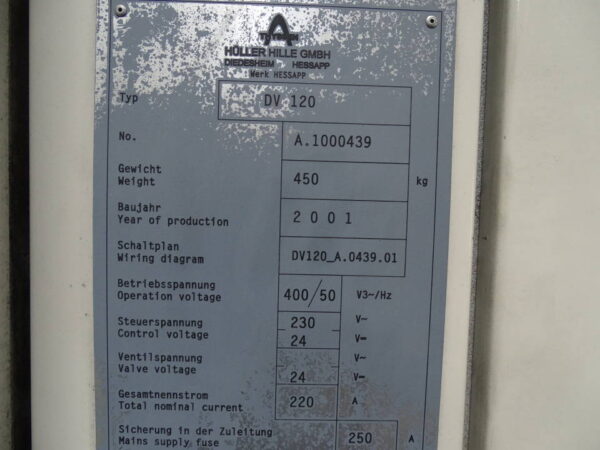 HÜLLER HILLE GMBH
DIEDESHEIM HESSAPP
Werk HESSAPP
Typ DV 120
No. A.1000439
Gewicht
Weight 450 kg
Baujahr
Year of production 2001
Schaltplan
Wiring diagram DV120_A.0439.01
Betriebsspannung
Operation voltage 400/50 V3~/Hz
Steuerspannung 230 V~
Control voltage 24 V=
Ventilspannung V~
Valve voltage 24 V=
Gesamtnennstrom
Total nominal current 220 A
Sicherung in der Zuleitung
Mains supply fuse 250 A